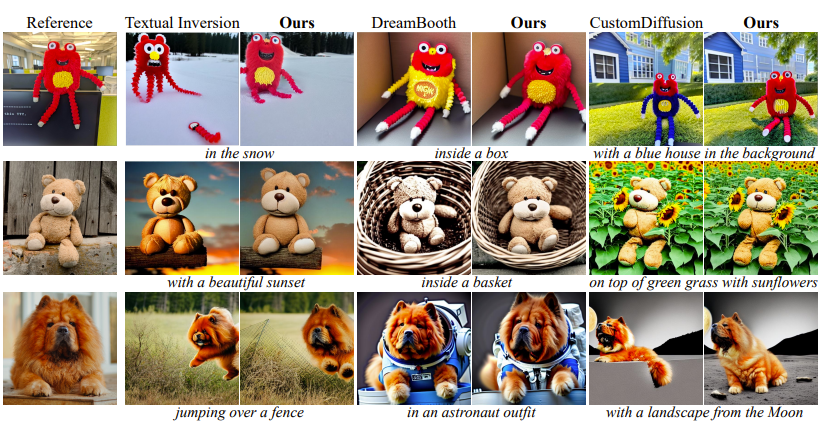 Reference Textual Inversion Ours DreamBooth Ours CustomDiffusion Ours
in the snow inside a box with a blue house in the background
with a beautiful sunset inside a basket on top of green grass with sunflowers
jumping over a fence in an astronaut outfit with a landscape from the Moon